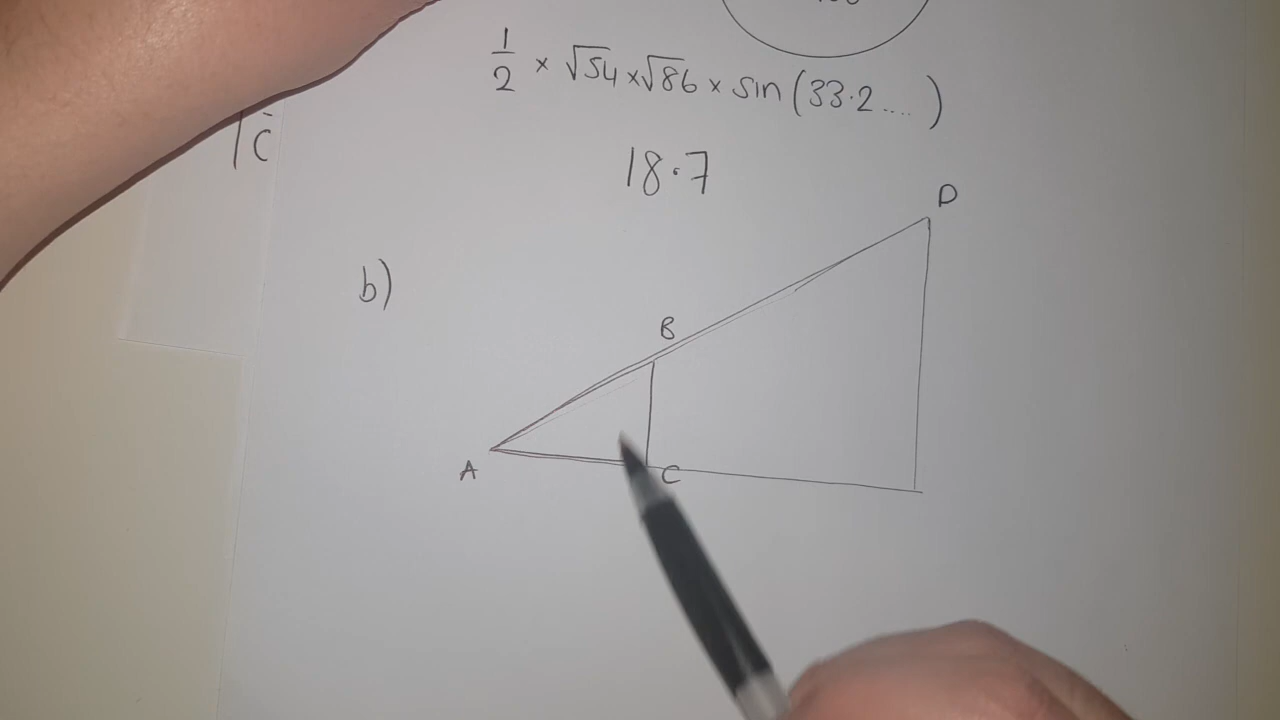 1/2 × √54 × √86 × sin (33.2....)
c
18.7
D
b)
B
A
C